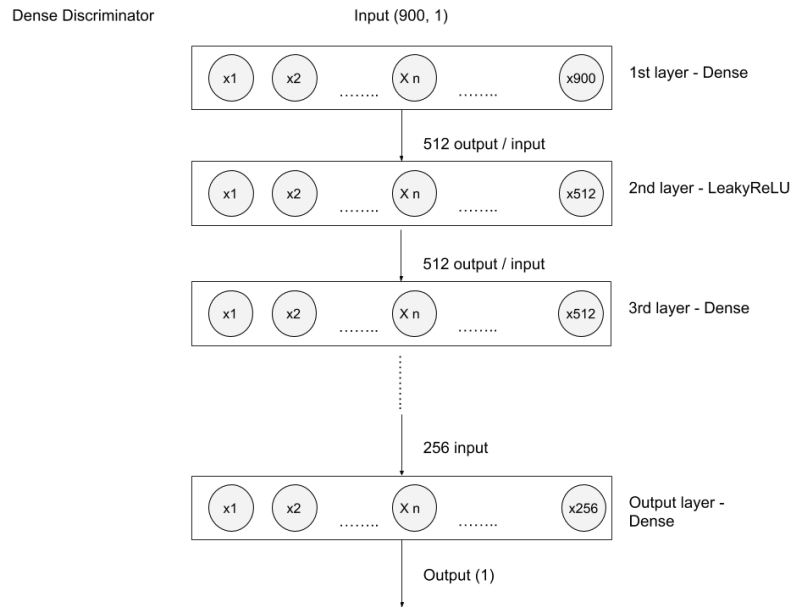 Dense Discriminator
Input (900, 1)
x1 x2 ........ X n ........ x900
1st layer - Dense
512 output / input
x1 x2 ........ X n ........ x512
2nd layer - LeakyReLU
512 output / input
x1 x2 ........ X n ........ x512
3rd layer - Dense
256 input
x1 x2 ........ X n ........ x256
Output layer -
Dense
Output (1)